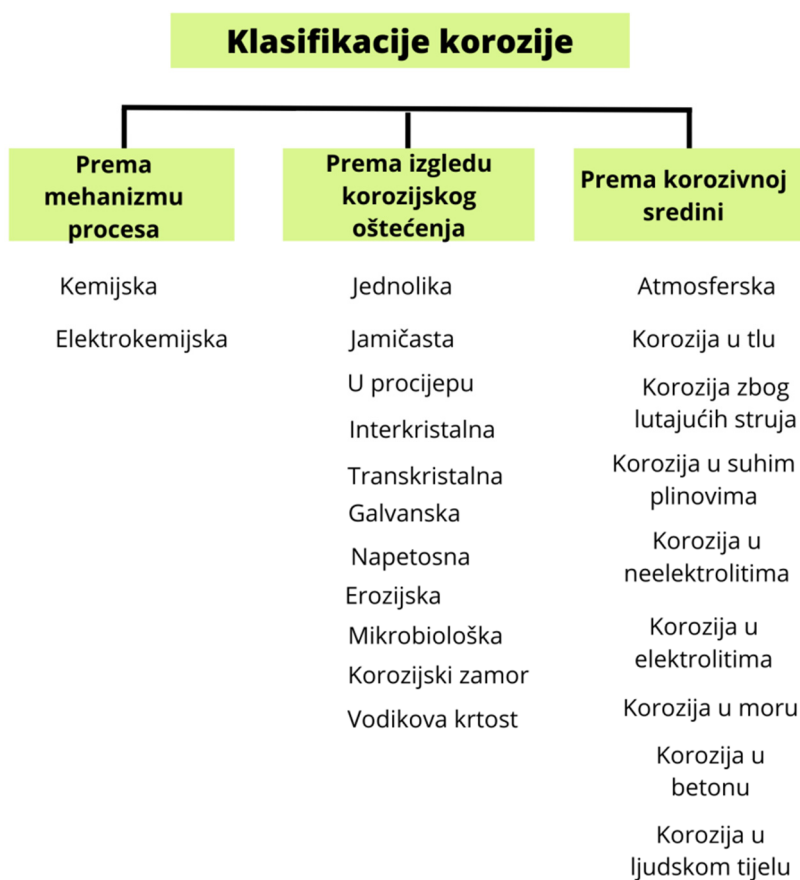 Klasifikacije korozije
Prema
mehanizmu
procesa
Kemijska
Elektrokemijska
Prema izgledu
korozijskog
oštećenja
Jednolika
Jamičasta
U procijepu
Interkristalna
Transkristalna
Galvanska
Napetosna
Erozijska
Mikrobiološka
Korozijski zamor
Vodikova krtost
Prema korozivnoj
sredini
Atmosferska
Korozija u tlu
Korozija zbog
lutajućih struja
Korozija u suhim
plinovima
Korozija u
neelektrolitima
Korozija u
elektrolitima
Korozija u moru
Korozija u
betonu
Korozija u
ljudskom tijelu